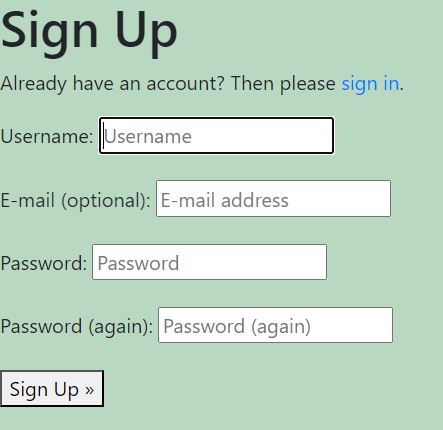 Sign Up
Already have an account? Then please sign in.
Username: Username
E-mail (optional): E-mail address
Password: Password
Password (again): Password (again)
Sign Up »